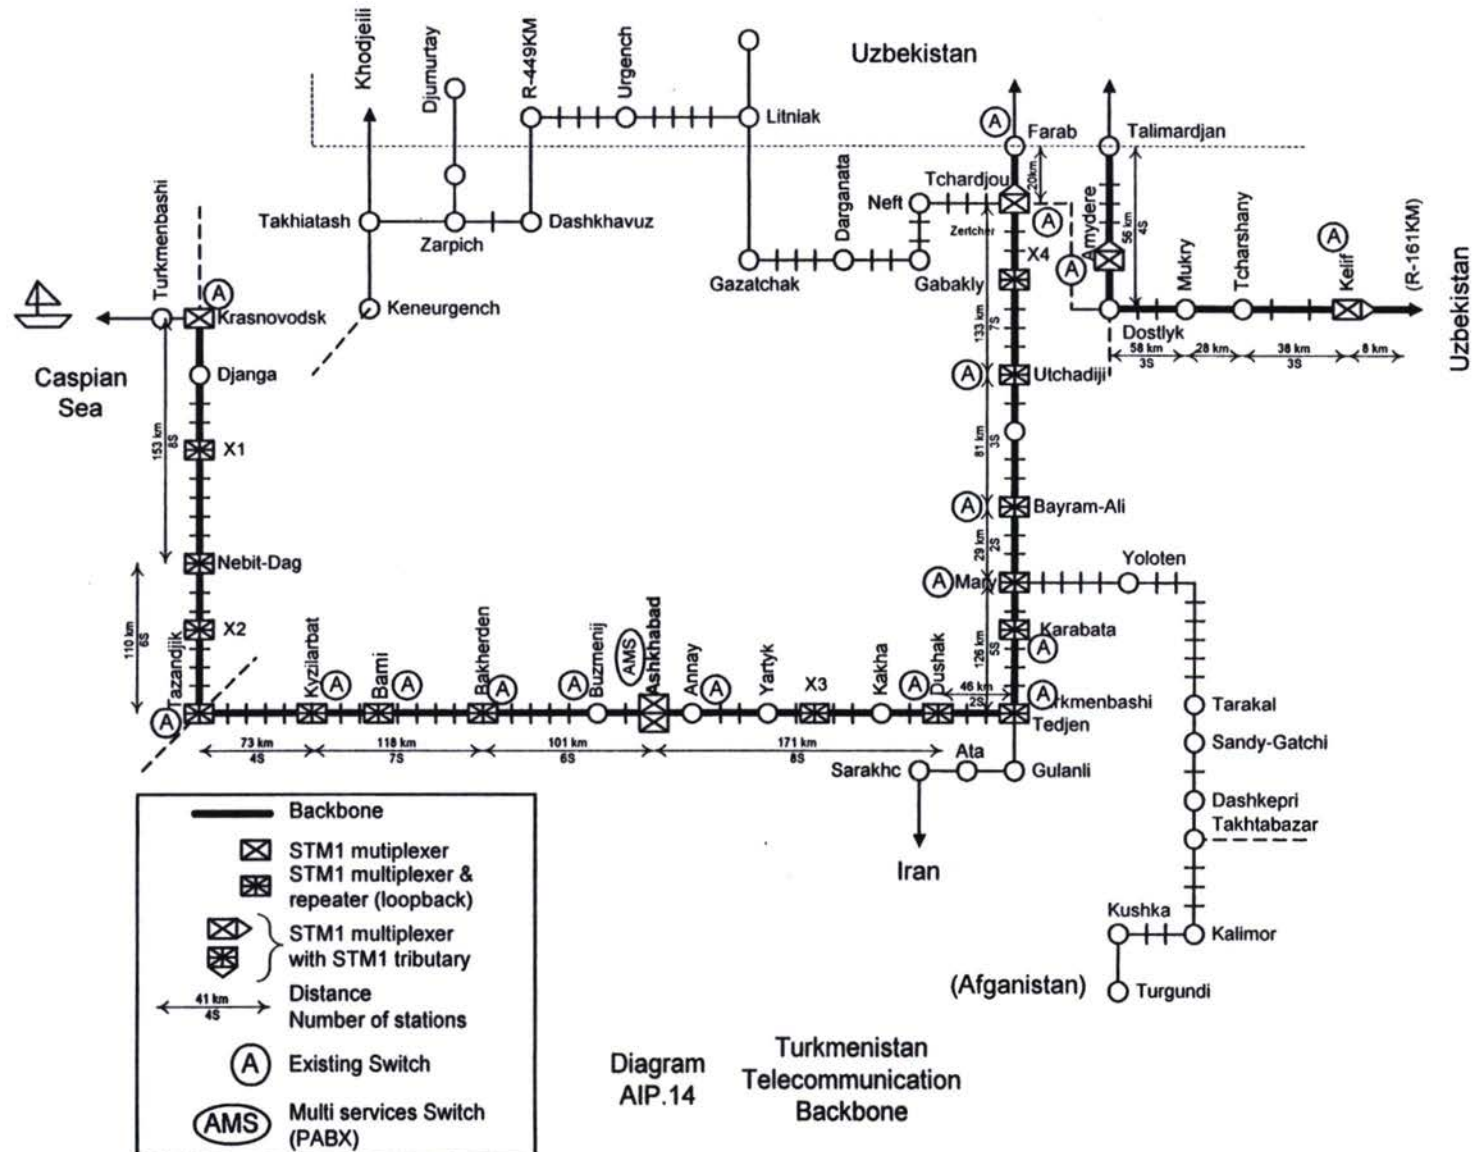 Khodjeili
Djumurtay
R-449KM
Urgench
Litniak
Uzbekistan
A
Farab
Talimardjan
Turkmenbashi
Takhiatash
Zarpich
Dashkhavuz
Keneurgench
Gazatchak
Darganata
Neft
Gabakly
Tchardjou
Zertcher
20km
A
X4
A
Amydere
56 km
4S
Mukry
Tcharshany
A
Kelif
(R-161KM)
Uzbekistan
Dostlyk
58 km
3S
28 km
38 km
3S
8 km
A
Krasnovodsk
Caspian
Sea
Djanga
153 km
8S
X1
Nebit-Dag
110 km
6S
X2
Tazandjik
A
133 km
7S
A
Utchadiji
81 km
3S
A
Bayram-Ali
29 km
2S
A
Mary
Yoloten
Karabata
A
126 km
5S
Kyzilarbat
A
Bami
A
Bakherden
A
A
Buzmenij
AMS
Ashkhabad
Annay
A
Yartyk
X3
Kakha
A
Dushak
46 km
2S
A
rkmenbashi
Tedjen
73 km
4S
118 km
7S
101 km
6S
171 km
8S
Sarakhc
Ata
Gulanli
Iran
Tarakal
Sandy-Gatchi
Dashkepri
Takhtabazar
Kushka
Kalimor
(Afganistan)
Turgundi
Backbone
STM1 mutiplexer
STM1 multiplexer &
repeater (loopback)
STM1 multiplexer
with STM1 tributary
41 km
4S
Distance
Number of stations
A
Existing Switch
AMS
Multi services Switch
(PABX)
Diagram
AIP.14
Turkmenistan
Telecommunication
Backbone